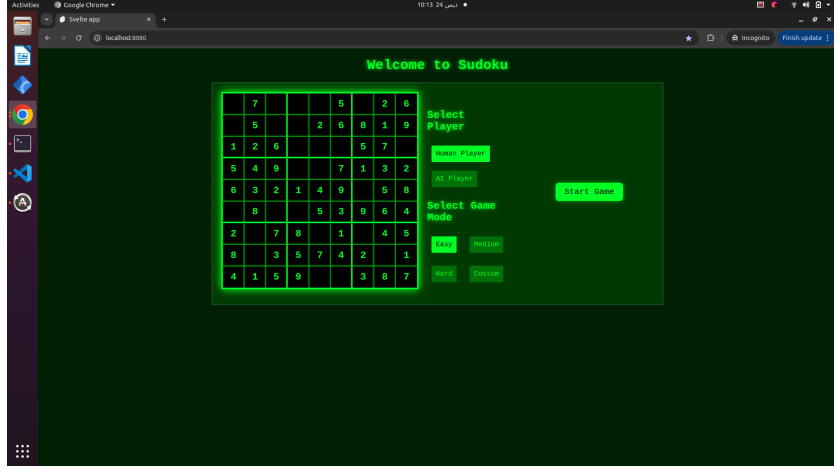 Activities
Google Chrome
10:13 24 ديس
Svelte app
localhost:8080
Incognito
Finish update
Welcome to Sudoku
7 5 2 6
5 2 6 8 1 9
1 2 6 5 7
5 4 9 7 1 3 2
6 3 2 1 4 9 5 8
8 5 3 9 6 4
2 7 8 1 4 5
8 3 5 7 4 2 1
4 1 5 9 3 8 7
Select
Player
Human Player
AI Player
Select Game
Mode
Easy
Medium
Hard
Custom
Start Game